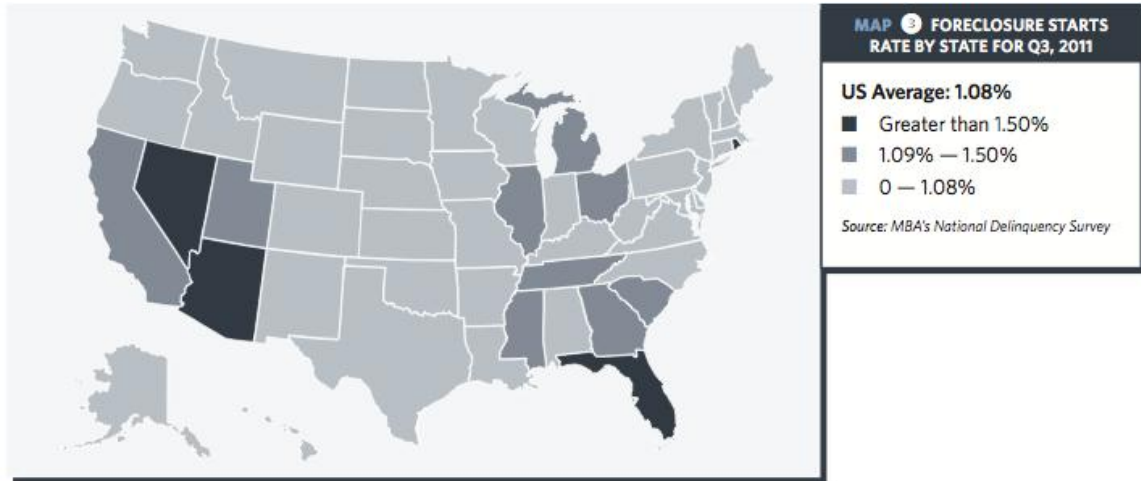 MAP 3 FORECLOSURE STARTS
RATE BY STATE FOR Q3, 2011
US Average: 1.08%
Greater than 1.50%
1.09% — 1.50%
0 — 1.08%
Source: MBA's National Delinquency Survey